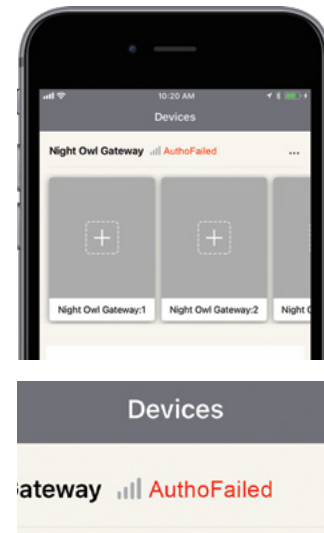 10:20 AM
Devices
Night Owl Gateway AuthoFailed ...
Night Owl Gateway:1 Night Owl Gateway:2 Night
Devices
ateway AuthoFailed